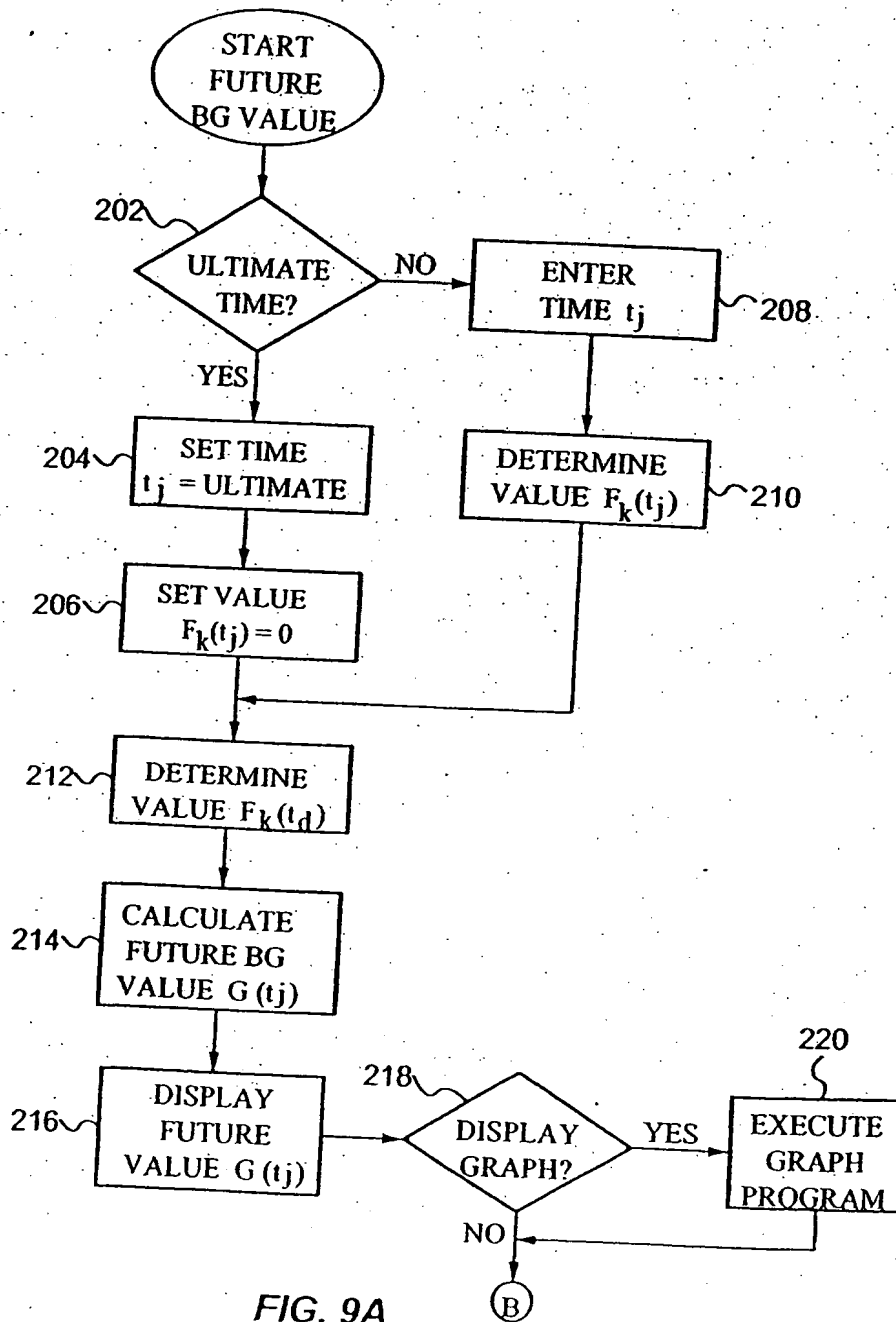 START
FUTURE
BG VALUE
202
ULTIMATE
TIME?
NO
ENTER
TIME tj
208
YES
204
SET TIME
tj = ULTIMATE
DETERMINE
VALUE Fk(tj)
210
206
SET VALUE
Fk(tj) = 0
212
DETERMINE
VALUE Fk(td)
214
CALCULATE
FUTURE BG
VALUE G (tj)
216
DISPLAY
FUTURE
VALUE G (tj)
218
DISPLAY
GRAPH?
YES
220
EXECUTE
GRAPH
PROGRAM
NO
B
FIG. 9A